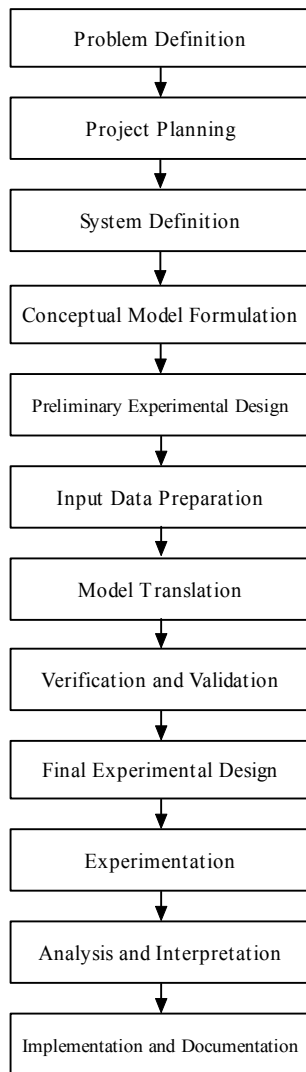 Problem Definition
Project Planning
System Definition
Conceptual Model Formulation
Preliminary Experimental Design
Input Data Preparation
Model Translation
Verification and Validation
Final Experimental Design
Experimentation
Analysis and Interpretation
Implementation and Documentation